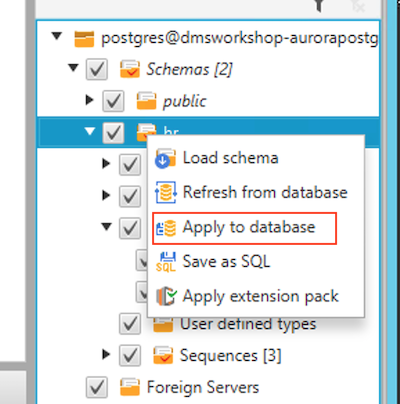 postgres@dmsworkshop-aurorapostg
Schemas [2]
public
hr
Load schema
Refresh from database
Apply to database
SQL Save as SQL
Apply extension pack
User defined types
Sequences [3]
Foreign Servers